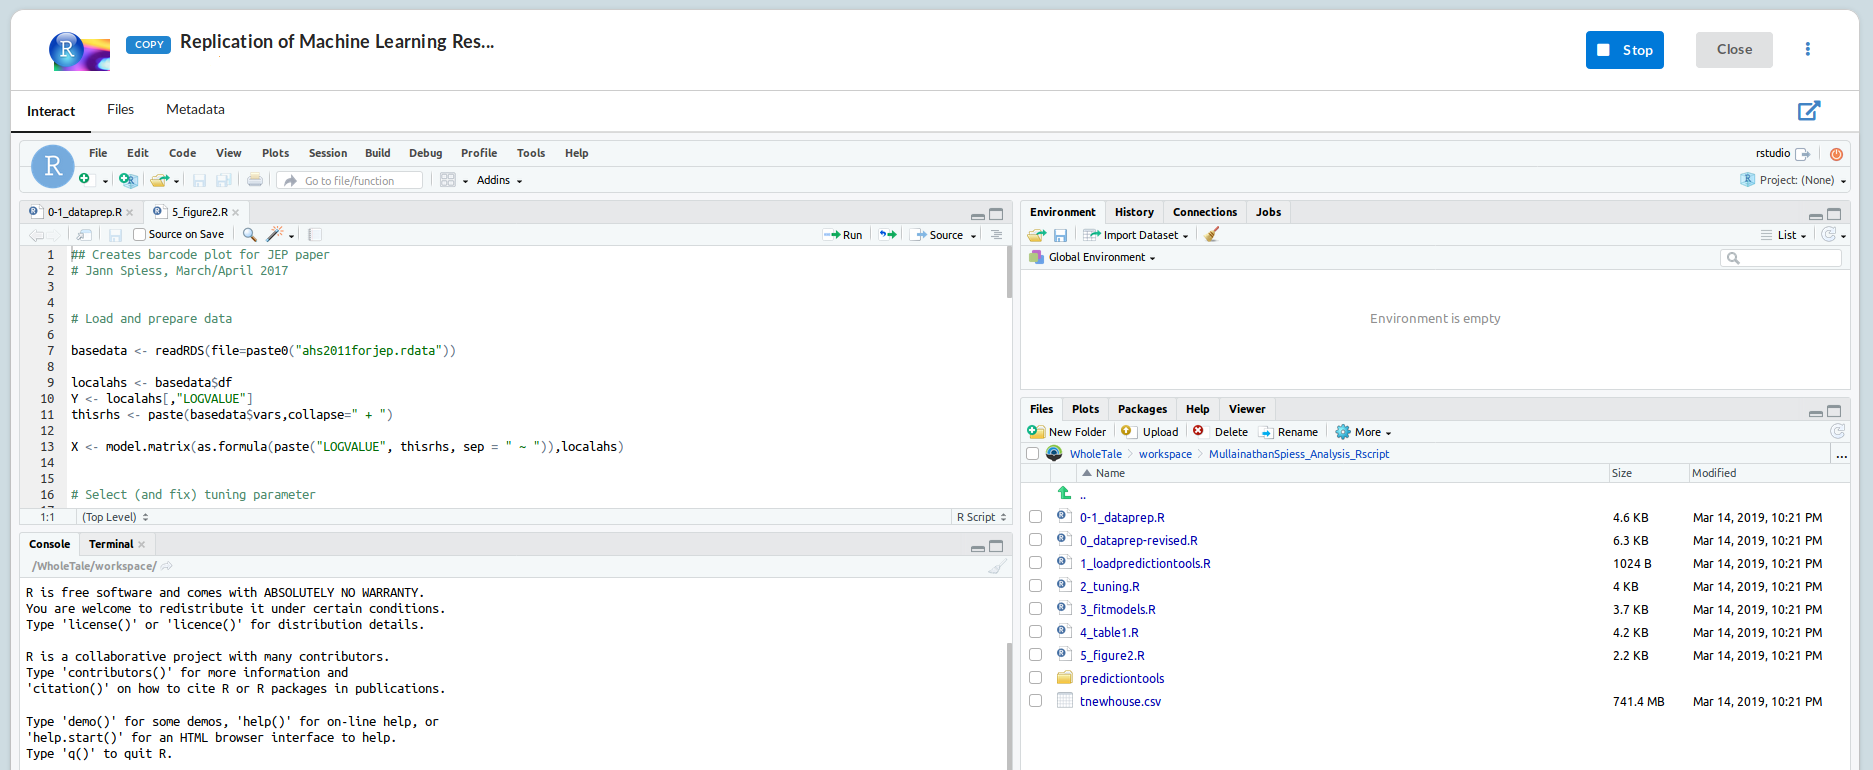 R
COPY
Replication of Machine Learning Res...
Stop
Close
Interact Files Metadata
R
File Edit Code View Plots Session Build Debug Profile Tools Help
rstudio
Go to file/function
Addins
Project: (None)
0-1_dataprep.R
5_figure2.R
Source on Save
Run
Source
1 ## Creates barcode plot for JEP paper
2 # Jann Spiess, March/April 2017
3
4
5 # Load and prepare data
6
7 basedata <- readRDS(file=paste0("ahs2011forjep.rdata"))
8
9 localahs <- basedata$df
10 Y <- localahs[,"LOGVALUE"]
11 thisrhs <- paste(basedata$vars,collapse=" + ")
12
13 X <- model.matrix(as.formula(paste("LOGVALUE", thisrhs, sep = " ~ ")),localahs)
14
15
16 # Select (and fix) tuning parameter
1:1 (Top Level) R Script
Console Terminal
/WholeTale/workspace/
R is free software and comes with ABSOLUTELY NO WARRANTY.
You are welcome to redistribute it under certain conditions.
Type 'license()' or 'licence()' for distribution details.
R is a collaborative project with many contributors.
Type 'contributors()' for more information and
'citation()' on how to cite R or R packages in publications.
Type 'demo()' for some demos, 'help()' for on-line help, or
'help.start()' for an HTML browser interface to help.
Type 'q()' to quit R.
Environment History Connections Jobs
Import Dataset
List
Global Environment
Environment is empty
Files Plots Packages Help Viewer
New Folder Upload Delete Rename More
WholeTale workspace MullainathanSpiess_Analysis_Rscript ...
Name Size Modified
..
0-1_dataprep.R 4.6 KB Mar 14, 2019, 10:21 PM
0_dataprep-revised.R 6.3 KB Mar 14, 2019, 10:21 PM
1_loadpredictiontools.R 1024 B Mar 14, 2019, 10:21 PM
2_tuning.R 4 KB Mar 14, 2019, 10:21 PM
3_fitmodels.R 3.7 KB Mar 14, 2019, 10:21 PM
4_table1.R 4.2 KB Mar 14, 2019, 10:21 PM
5_figure2.R 2.2 KB Mar 14, 2019, 10:21 PM
predictiontools
tnewhouse.csv 741.4 MB Mar 14, 2019, 10:21 PM